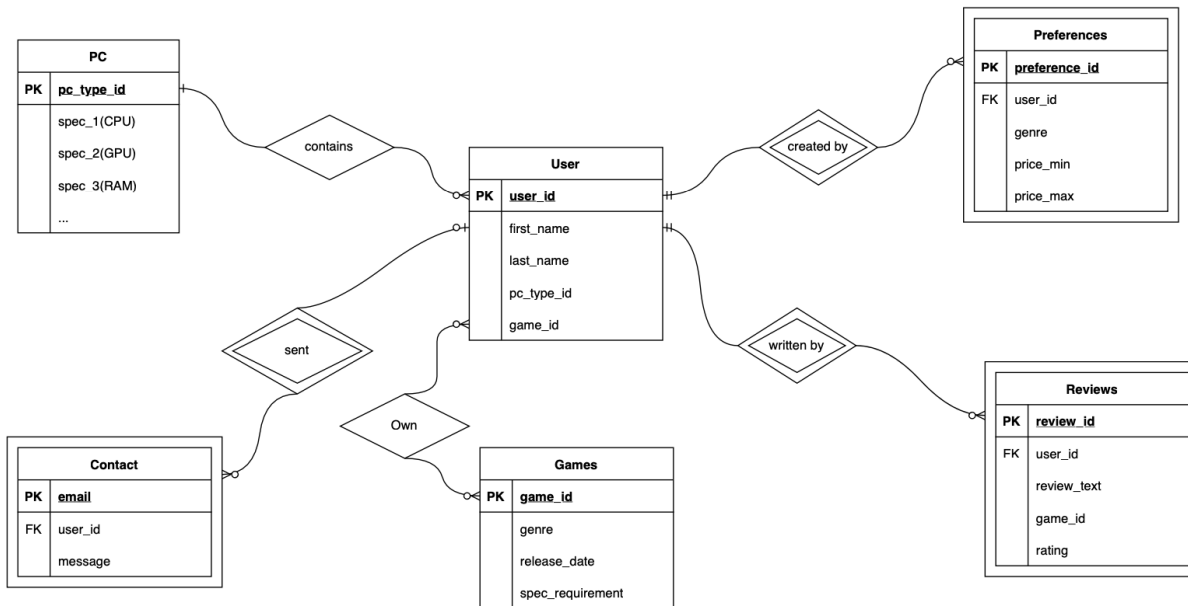 PC
PK pc_type_id
spec_1(CPU)
spec_2(GPU)
spec_3(RAM)
...
contains
User
PK user_id
first_name
last_name
pc_type_id
game_id
created by
Preferences
PK preference_id
FK user_id
genre
price_min
price_max
sent
Own
written by
Contact
PK email
FK user_id
message
Games
PK game_id
genre
release_date
spec_requirement
Reviews
PK review_id
FK user_id
review_text
game_id
rating